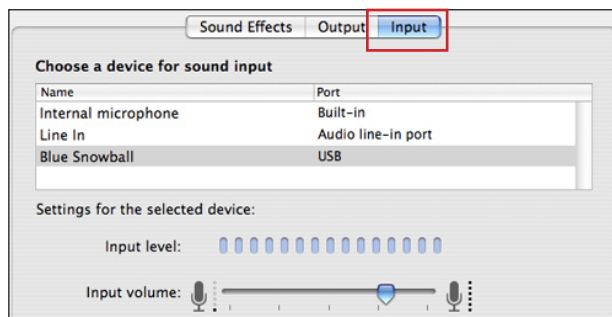 Sound Effects Output Input
Choose a device for sound input
Name Port
Internal microphone Built-in
Line In Audio line-in port
Blue Snowball USB
Settings for the selected device:
Input level:
Input volume: